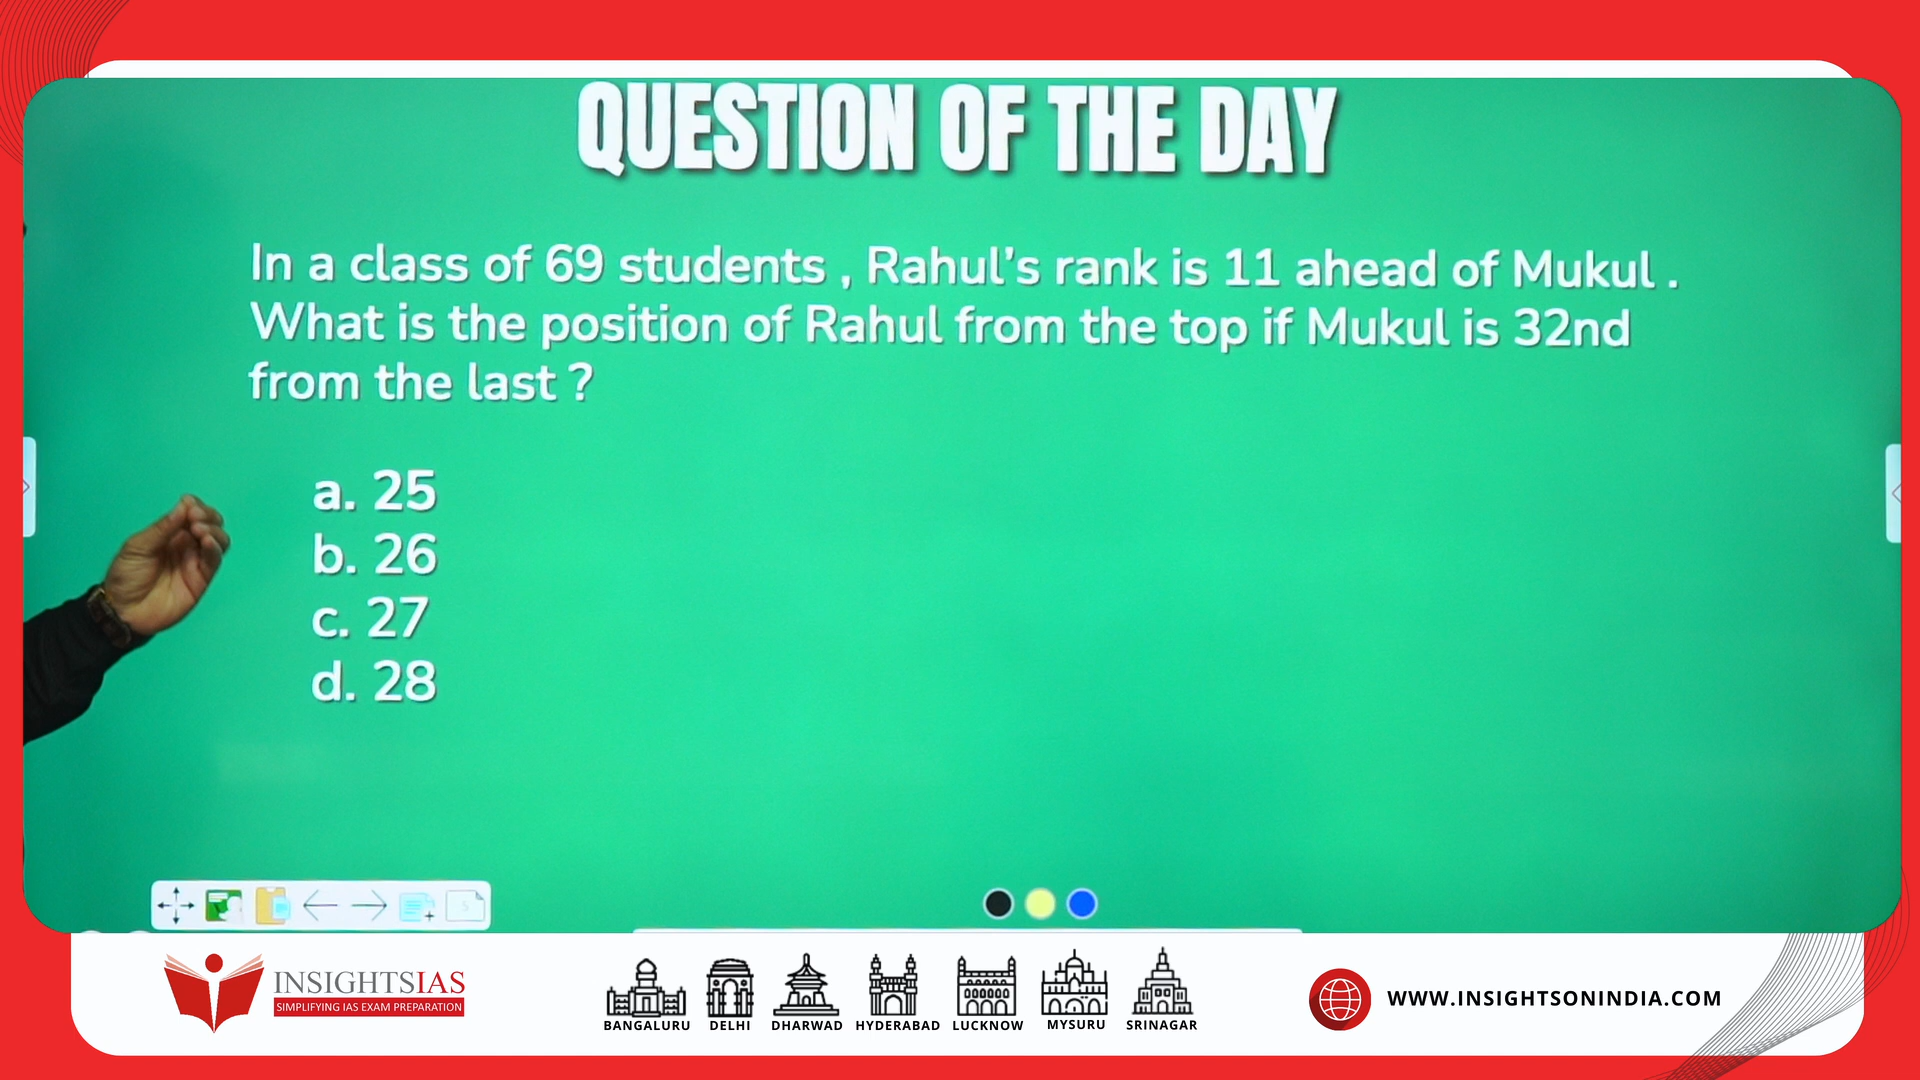 QUESTION OF THE DAY
In a class of 69 students , Rahul's rank is 11 ahead of Mukul .
What is the position of Rahul from the top if Mukul is 32nd
from the last ?
a. 25
b. 26
c. 27
d. 28
5
INSIGHTSIAS
SIMPLIFYING IAS EXAM PREPARATION
BANGALURU DELHI DHARWAD HYDERABAD LUCKNOW MYSURU SRINAGAR
WWW.INSIGHTSONINDIA.COM